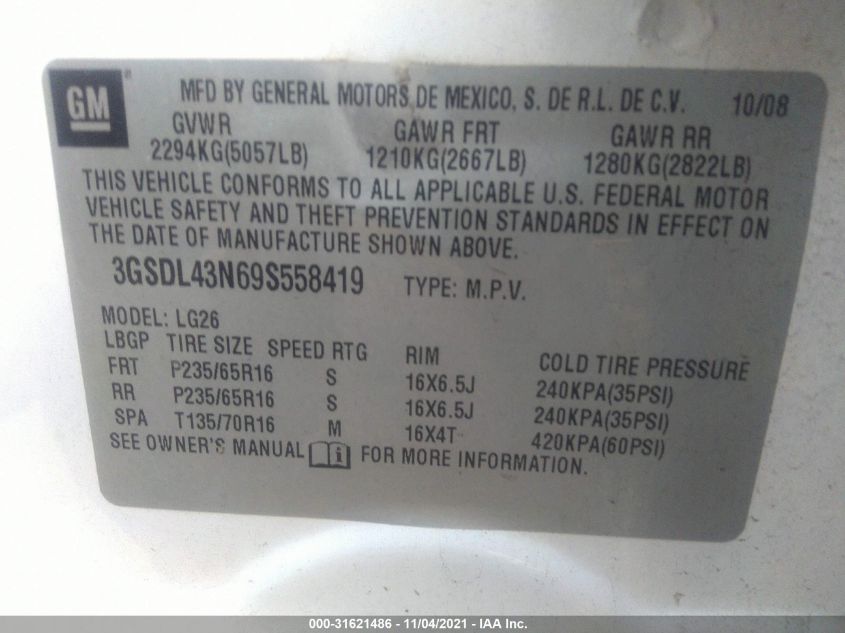 GM
MFD BY GENERAL MOTORS DE MEXICO, S. DE R.L. DE C.V. 10/08
GVWR GAWR FRT GAWR RR
2294KG(5057LB) 1210KG(2667LB) 1280KG(2822LB)
THIS VEHICLE CONFORMS TO ALL APPLICABLE U.S. FEDERAL MOTOR
VEHICLE SAFETY AND THEFT PREVENTION STANDARDS IN EFFECT ON
THE DATE OF MANUFACTURE SHOWN ABOVE.
3GSDL43N69S558419 TYPE: M.P.V.
MODEL: LG26
LBGP TIRE SIZE SPEED RTG RIM COLD TIRE PRESSURE
FRT P235/65R16 S 16X6.5J 240KPA(35PSI)
RR P235/65R16 S 16X6.5J 240KPA(35PSI)
SPA T135/70R16 M 16X4T 420KPA(60PSI)
SEE OWNER'S MANUAL i FOR MORE INFORMATION.
000-31621486 - 11/04/2021 - IAA Inc.